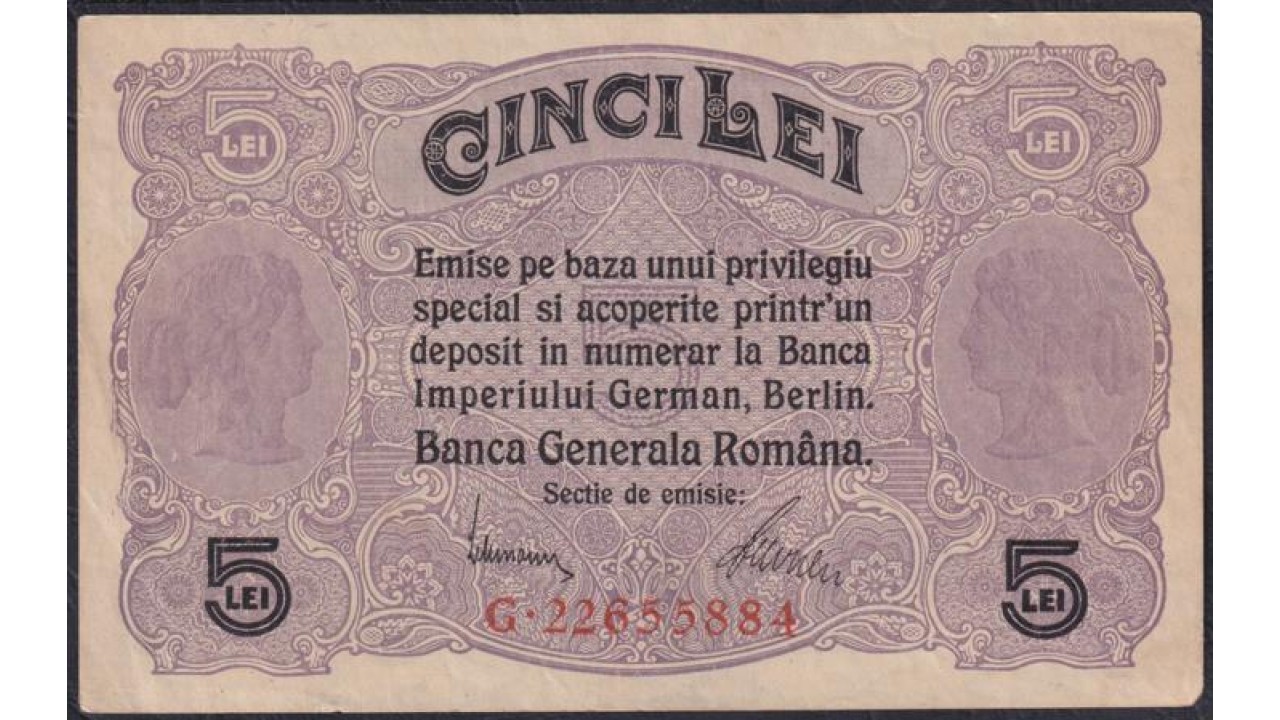 5 LEI
CINCI LEI
5 LEI
Emise pe baza unui privilegiu
special si acoperite printr'un
deposit in numerar la Banca
Imperiului German, Berlin.
Banca Generala Româna.
Sectie de emisie:
5 LEI
G·22655884
5 LEI